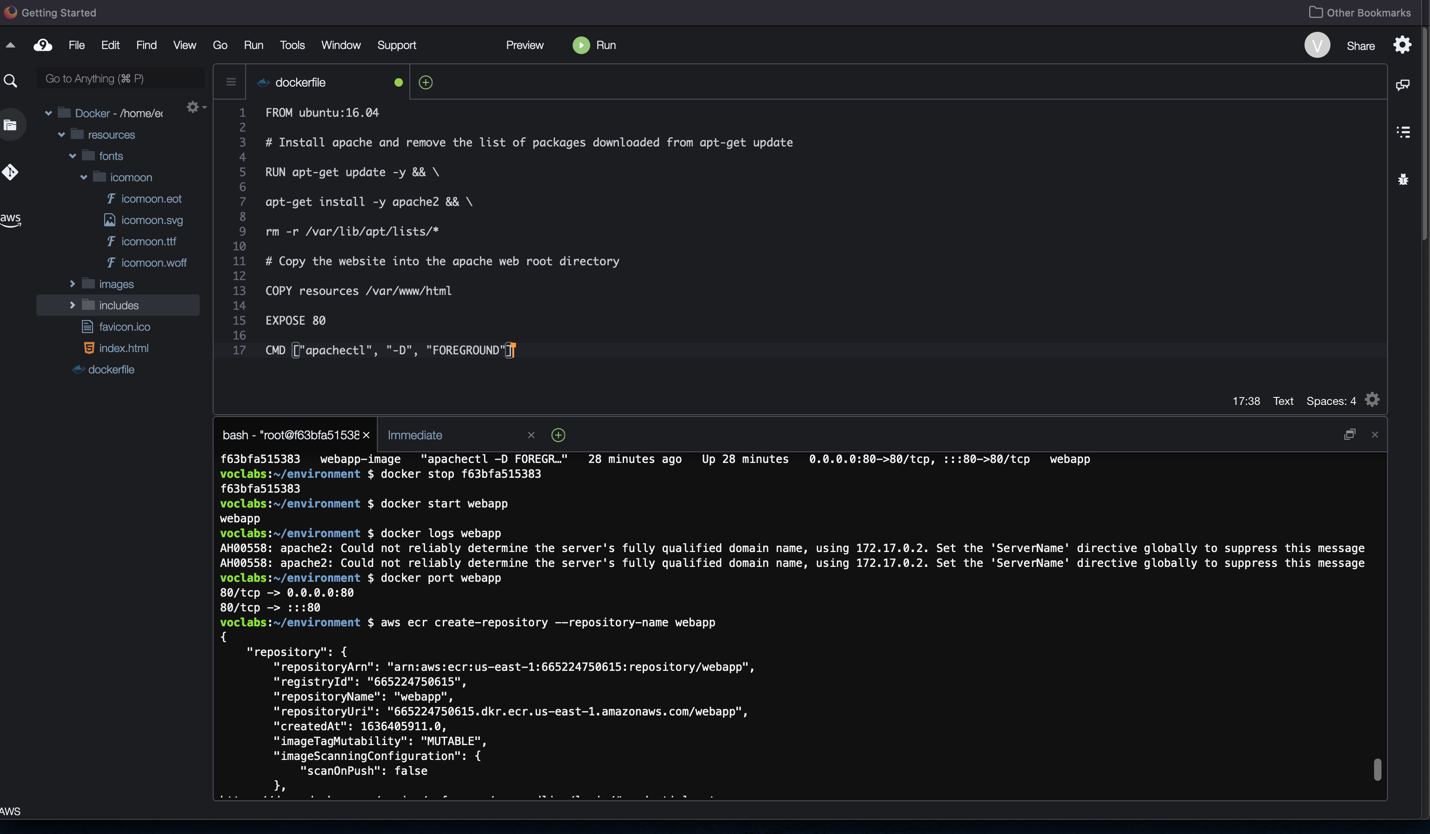 Getting Started
Other Bookmarks
File Edit Find View Go Run Tools Window Support Preview Run V Share
Go to Anything (⌘ P)
Docker - /home/ec
resources
fonts
icomoon
icomoon.eot
icomoon.svg
icomoon.ttf
icomoon.woff
images
includes
favicon.ico
index.html
dockerfile
aws
AWS
dockerfile
1 FROM ubuntu:16.04
2
3 # Install apache and remove the list of packages downloaded from apt-get update
4
5 RUN apt-get update -y && \
6
7 apt-get install -y apache2 && \
8
9 rm -r /var/lib/apt/lists/*
10
11 # Copy the website into the apache web root directory
12
13 COPY resources /var/www/html
14
15 EXPOSE 80
16
17 CMD ["apachectl", "-D", "FOREGROUND"]
17:38 Text Spaces: 4
bash - "root@f63bfa51538 × Immediate ×
f63bfa515383 webapp-image "apachectl -D FOREGR…" 28 minutes ago Up 28 minutes 0.0.0.0:80->80/tcp, :::80->80/tcp webapp
voclabs:~/environment $ docker stop f63bfa515383
f63bfa515383
voclabs:~/environment $ docker start webapp
webapp
voclabs:~/environment $ docker logs webapp
AH00558: apache2: Could not reliably determine the server's fully qualified domain name, using 172.17.0.2. Set the 'ServerName' directive globally to suppress this message
AH00558: apache2: Could not reliably determine the server's fully qualified domain name, using 172.17.0.2. Set the 'ServerName' directive globally to suppress this message
voclabs:~/environment $ docker port webapp
80/tcp -> 0.0.0.0:80
80/tcp -> :::80
voclabs:~/environment $ aws ecr create-repository --repository-name webapp
{
"repository": {
"repositoryArn": "arn:aws:ecr:us-east-1:665224750615:repository/webapp",
"registryId": "665224750615",
"repositoryName": "webapp",
"repositoryUri": "665224750615.dkr.ecr.us-east-1.amazonaws.com/webapp",
"createdAt": 1636405911.0,
"imageTagMutability": "MUTABLE",
"imageScanningConfiguration": {
"scanOnPush": false
},